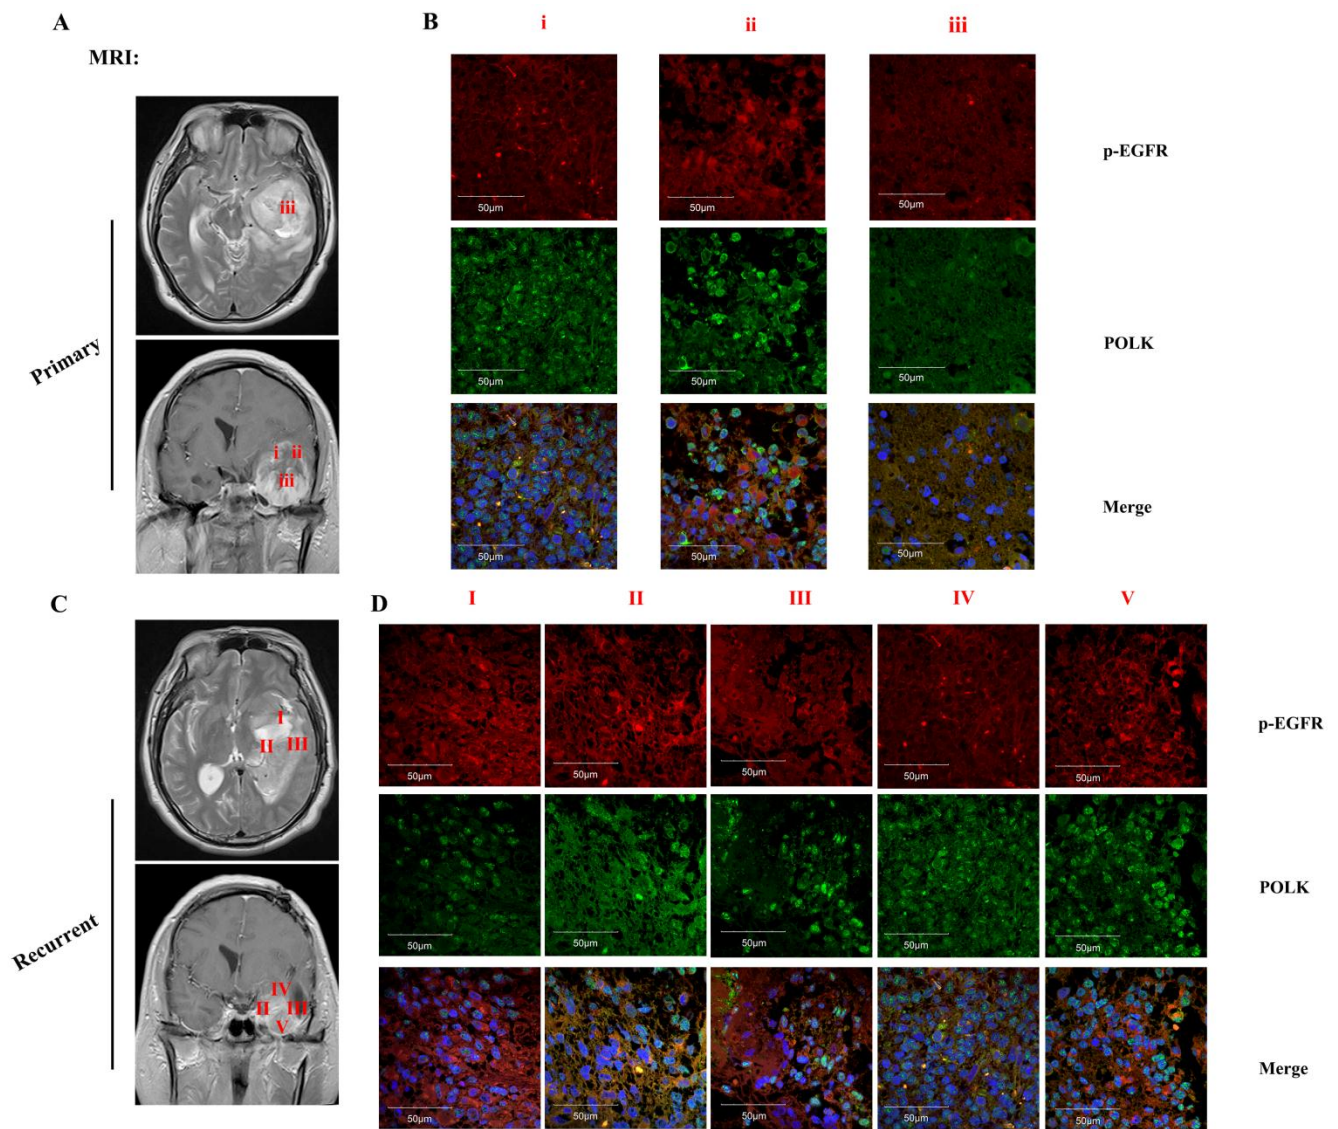 A
MRI:
B
i
ii
iii
iii
50µm
50µm
50µm
p-EGFR
Primary
50µm
50µm
50µm
POLK
i
ii
iii
50µm
50µm
50µm
Merge
C
D
I
II
III
IV
V
I
II
III
50µm
50µm
50µm
50µm
50µm
p-EGFR
Recurrent
50µm
50µm
50µm
50µm
50µm
POLK
IV
II
III
V
50µm
50µm
50µm
50µm
50µm
Merge